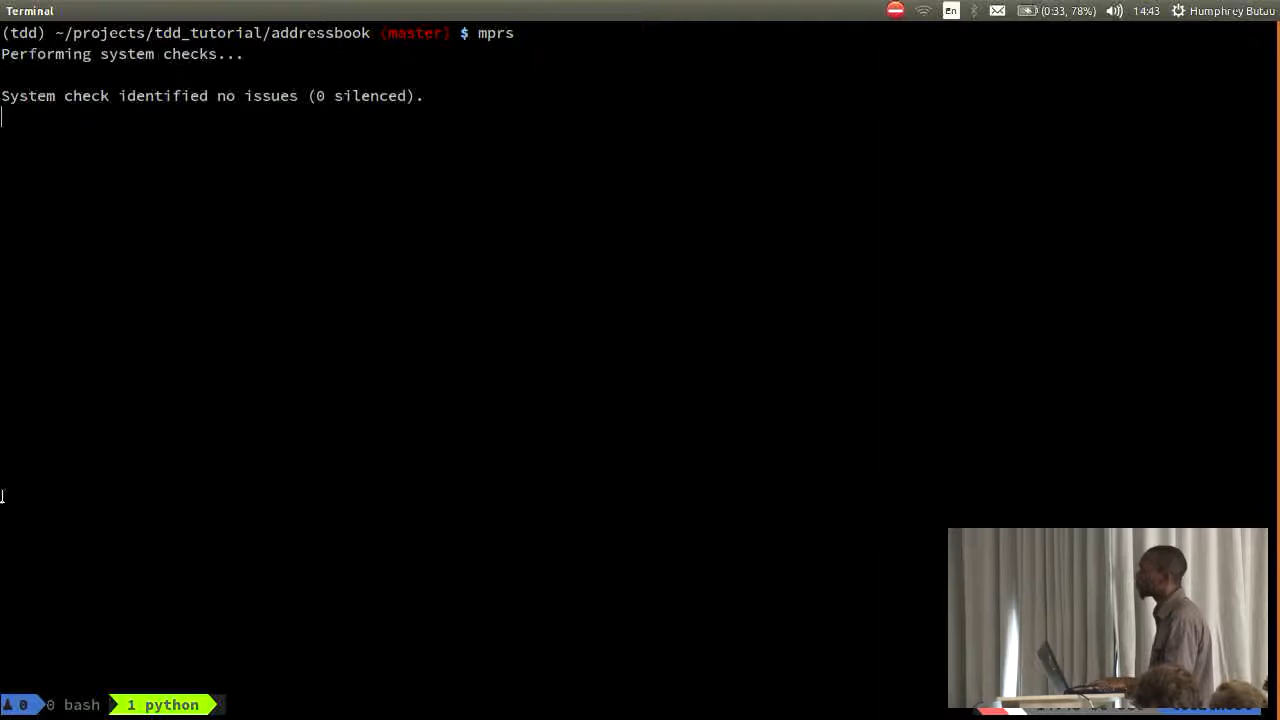 Terminal
En
(0:33, 78%)
14:43
Humphrey Butau
(tdd) ~/projects/tdd_tutorial/addressbook (master) $ mprs
Performing system checks...
System check identified no issues (0 silenced).
0
0 bash
1 python